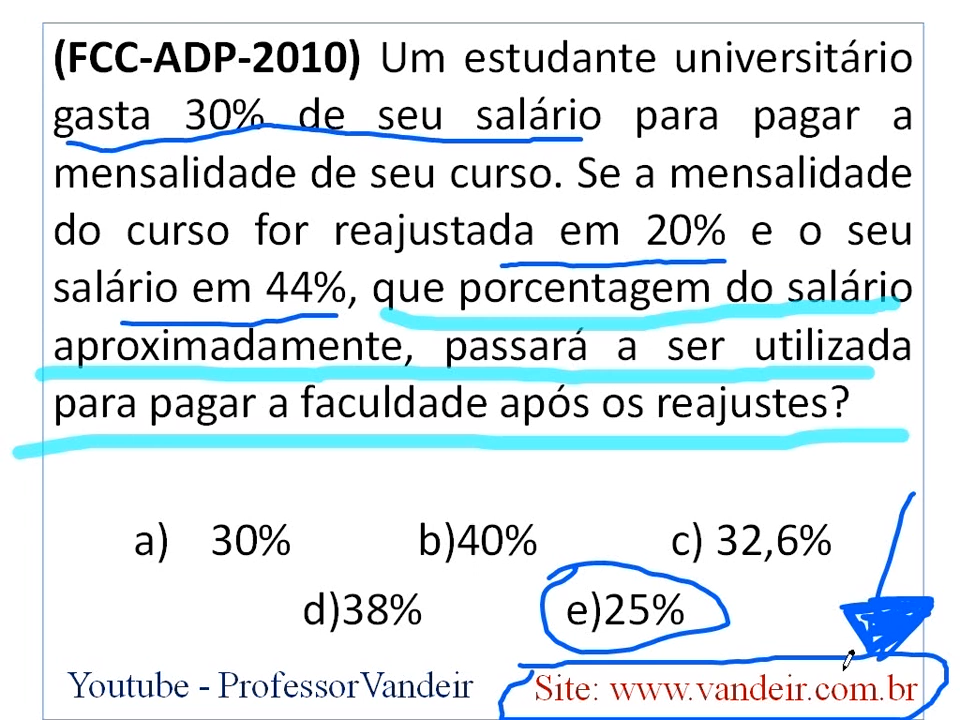 (FCC-ADP-2010) Um estudante universitário
gasta 30% de seu salário para pagar a
mensalidade de seu curso. Se a mensalidade
do curso for reajustada em 20% e o seu
salário em 44%, que porcentagem do salário
aproximadamente, passará a ser utilizada
para pagar a faculdade após os reajustes?
a) 30% b)40% c) 32,6%
d)38% e)25%
Youtube - ProfessorVandeir Site: www.vandeir.com.br